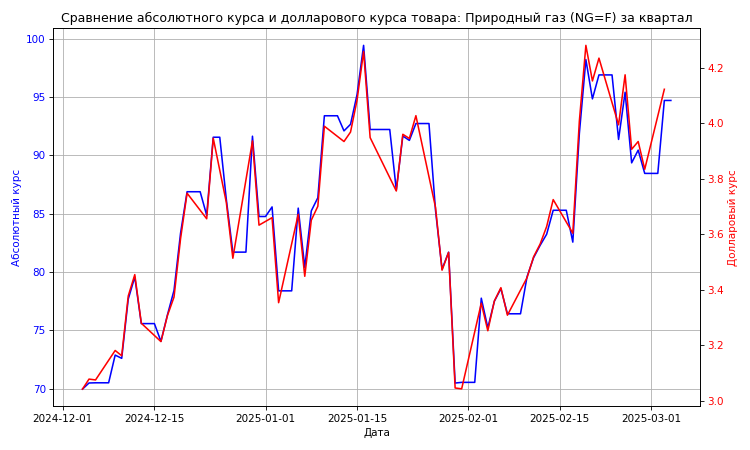 Сравнение абсолютного курса и долларового курса товара: Природный газ (NG=F) за квартал
100
95
90
85
80
75
70
Абсолютный курс
4.2
4.0
3.8
3.6
3.4
3.2
3.0
Долларовый курс
2024-12-01 2024-12-15 2025-01-01 2025-01-15 2025-02-01 2025-02-15 2025-03-01
Дата